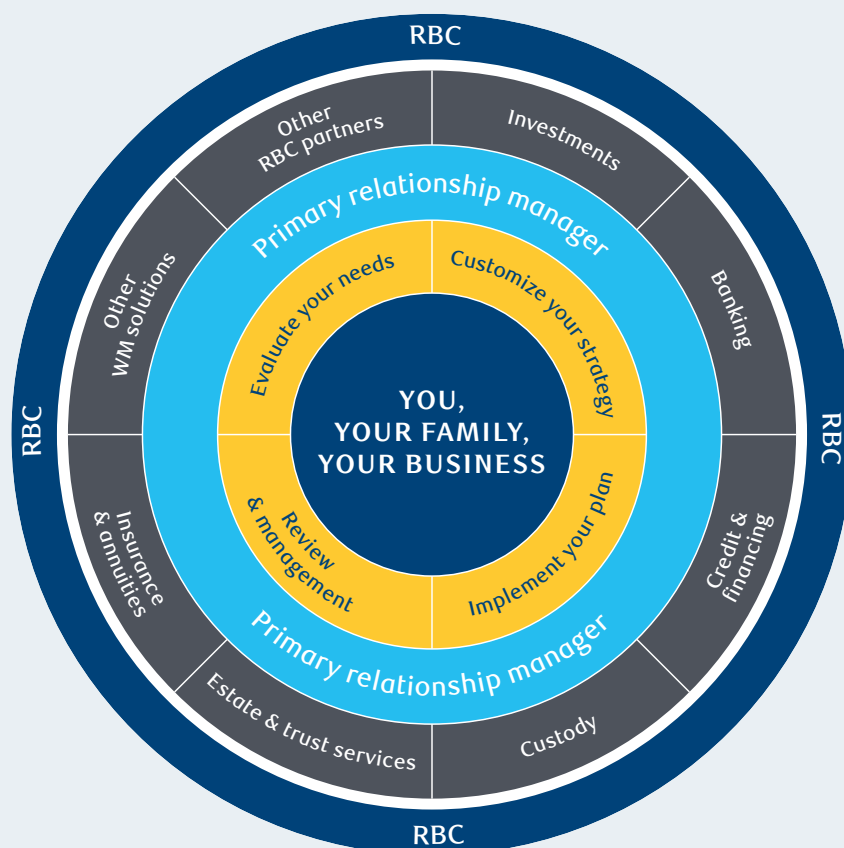 RBC
Other
RBC partners
Investments
Other
WM solutions
Banking
Primary relationship manager
Evaluate your needs
Customize your strategy
YOU,
YOUR FAMILY,
YOUR BUSINESS
RBC
RBC
Review
& management
Implement your plan
Insurance
& annuities
Credit &
financing
Primary relationship manager
Estate & trust services
Custody
RBC